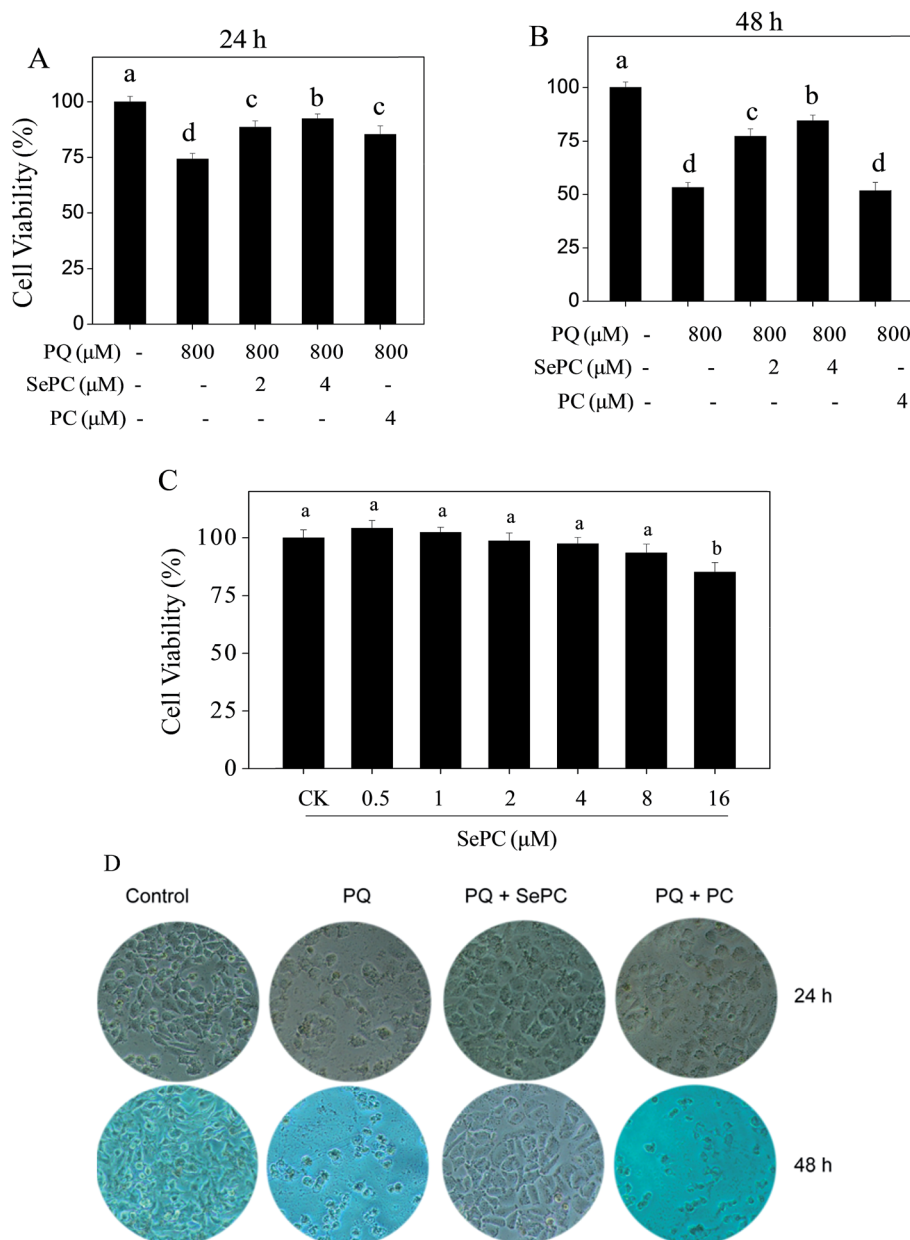 A
24 h
a
d
c
b
c
Cell Viability (%)
100
75
50
25
0
PQ (μM) - 800 800 800 800
SePC (μM) - - 2 4 -
PC (μM) - - - - 4
B
48 h
a
d
c
b
d
100
75
50
25
0
PQ (μM) - 800 800 800 800
SePC (μM) - - 2 4 -
PC (μM) - - - - 4
C
a
a
a
a
a
a
b
Cell Viability (%)
100
75
50
25
0
CK 0.5 1 2 4 8 16
SePC (μM)
D
Control PQ PQ + SePC PQ + PC
24 h
48 h